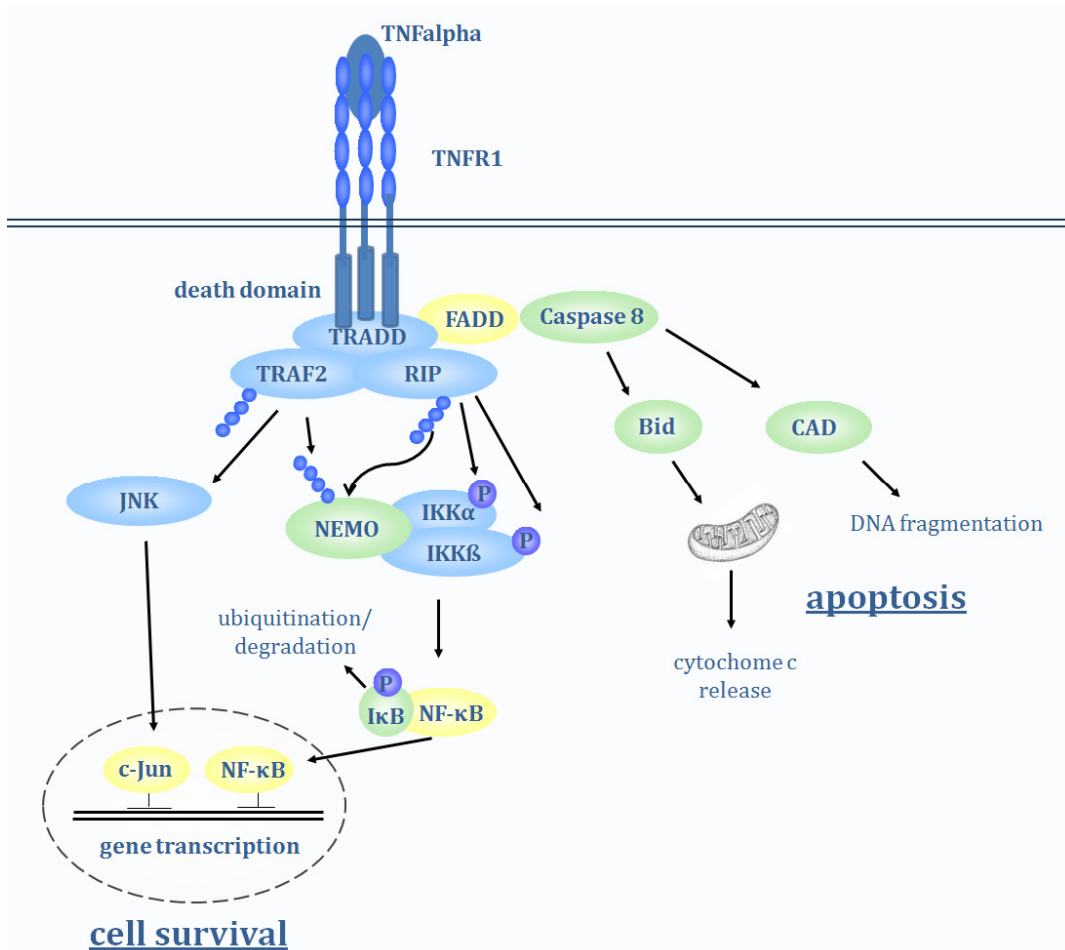 TNFalpha
TNFR1
death domain
TRADD
FADD
Caspase 8
TRAF2
RIP
Bid
CAD
JNK
NEMO
IKKα
P
IKKß
P
DNA fragmentation
apoptosis
ubiquitination/
degradation
cytochome c
release
P
IκB
NF-κB
c-Jun
NF-κB
gene transcription
cell survival